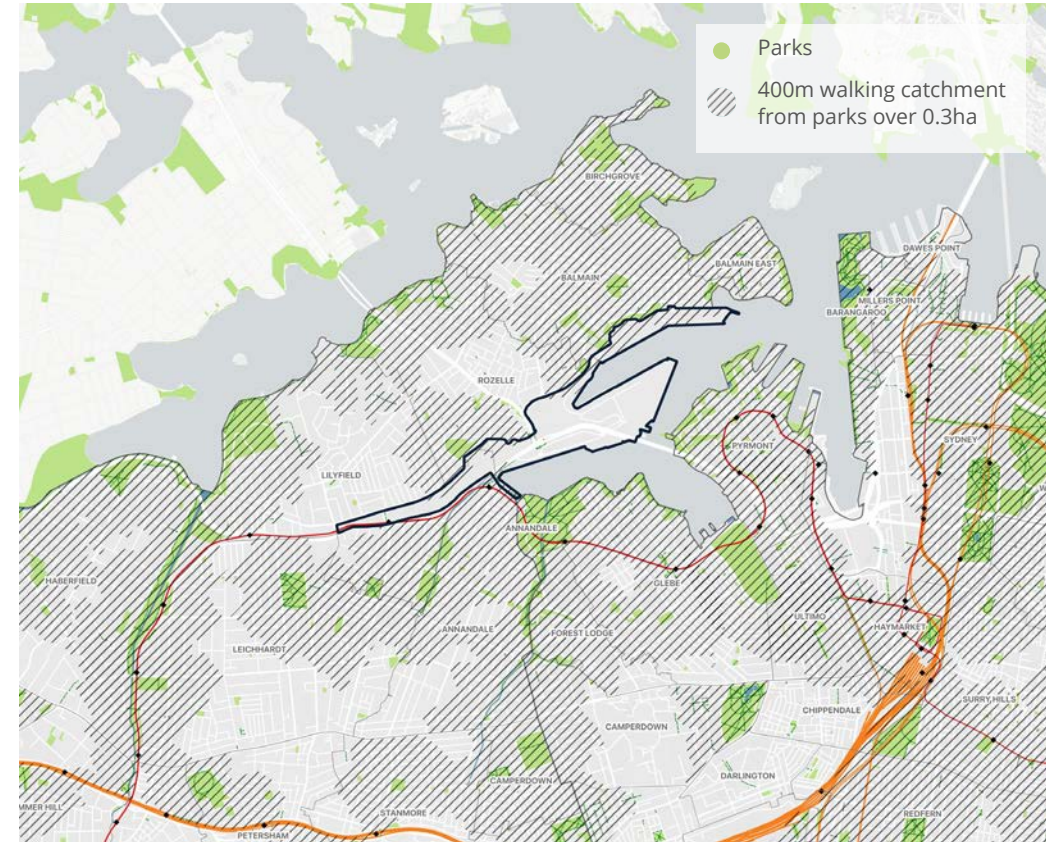 Parks
400m walking catchment
from parks over 0.3ha
BIRCHGROVE
DAWES POINT
BALMAIN EAST
BALMAIN
MILLERS POINT
BARANGAROO
ROZELLE
SYDNEY
PYRMONT
LILYFIELD
ANNANDALE
HABERFIELD
GLEBE
ULTIMO
ANNANDALE
FOREST LODGE
HAYMARKET
LEICHHARDT
SURRY HILLS
CHIPPENDALE
CAMPERDOWN
DARLINGTON
CAMPERDOWN
MMER HILL
STANMORE
REDFERN
PETERSHAM